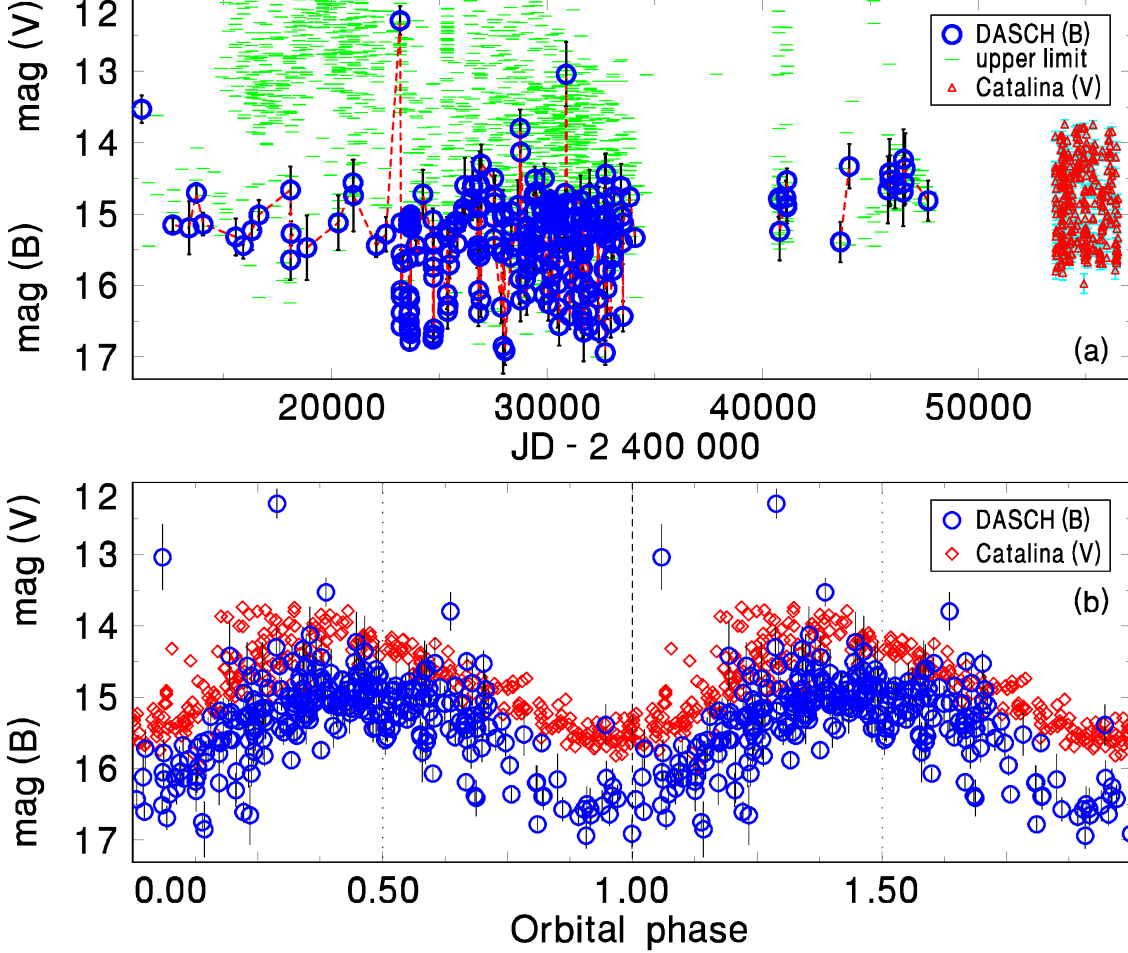 mag (B) mag (V)
12
13
14
15
16
17
DASCH (B)
upper limit
Catalina (V)
(a)
20000 30000 40000 50000
JD - 2 400 000
mag (B) mag (V)
12
13
14
15
16
17
DASCH (B)
Catalina (V)
(b)
0.00 0.50 1.00 1.50
Orbital phase